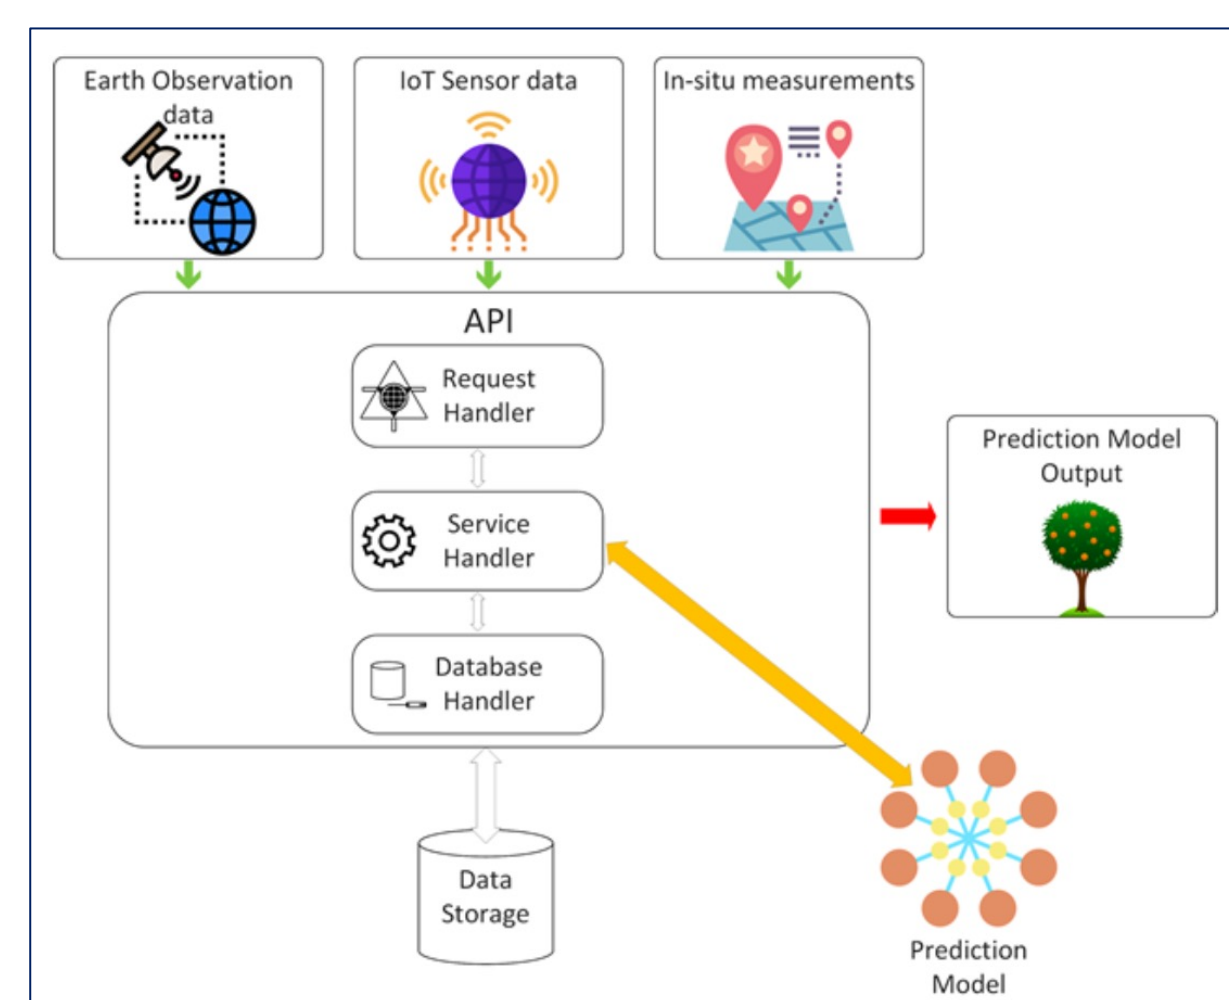 Earth Observation
data
IoT Sensor data
In-situ measurements
API
Request
Handler
Service
Handler
Database
Handler
Prediction Model
Output
Data
Storage
Prediction
Model